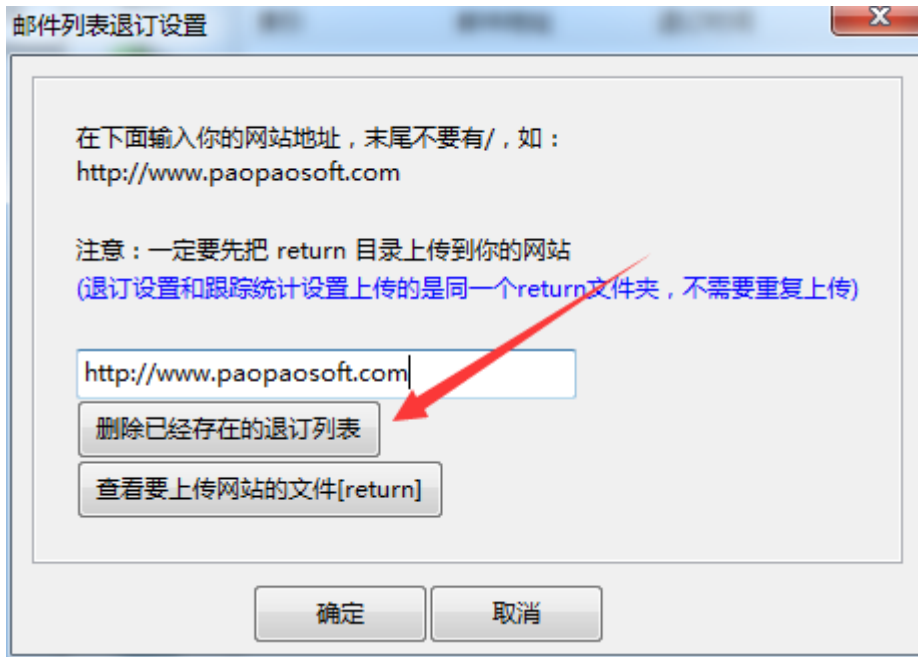 邮件列表退订设置
在下面输入你的网站地址，末尾不要有/，如：
http://www.paopaosoft.com
注意：一定要先把 return 目录上传到你的网站
(退订设置和跟踪统计设置上传的是同一个return文件夹，不需要重复上传)
http://www.paopaosoft.com
删除已经存在的退订列表
查看要上传网站的文件[return]
确定 取消